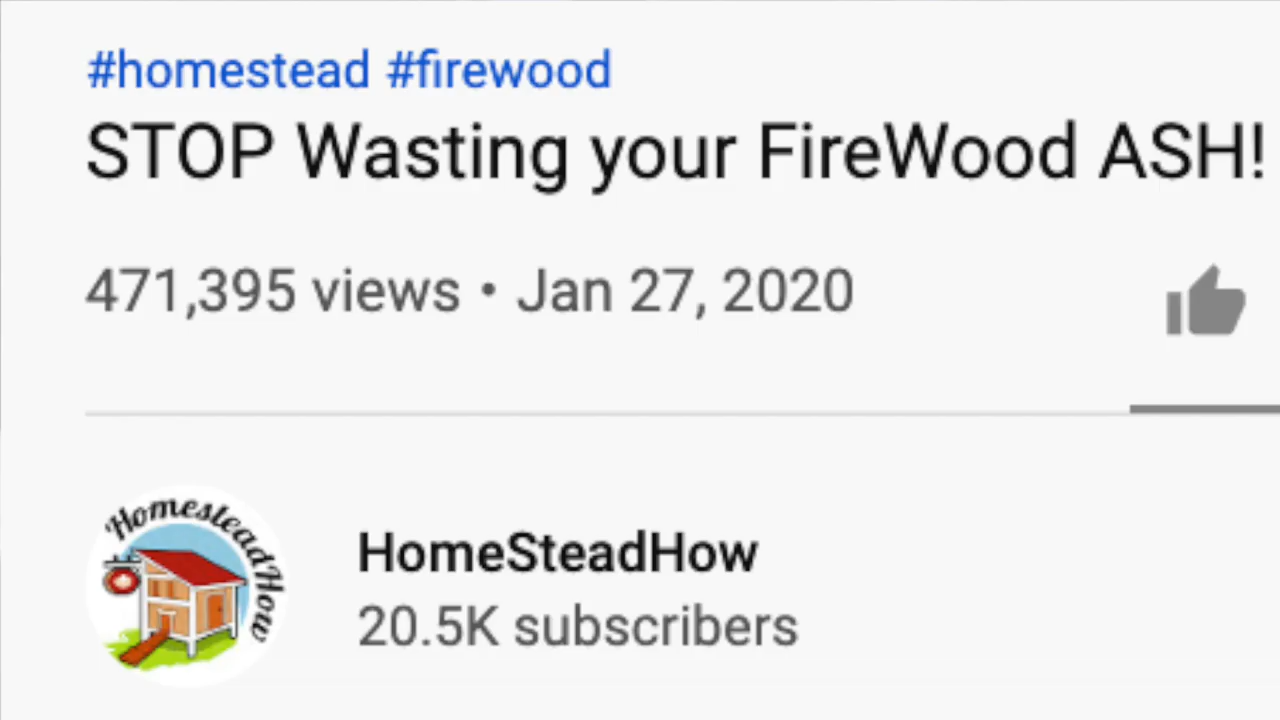 #homestead #firewood
STOP Wasting your FireWood ASH!
471,395 views • Jan 27, 2020
HomesteadHow
HomeSteadHow
20.5K subscribers